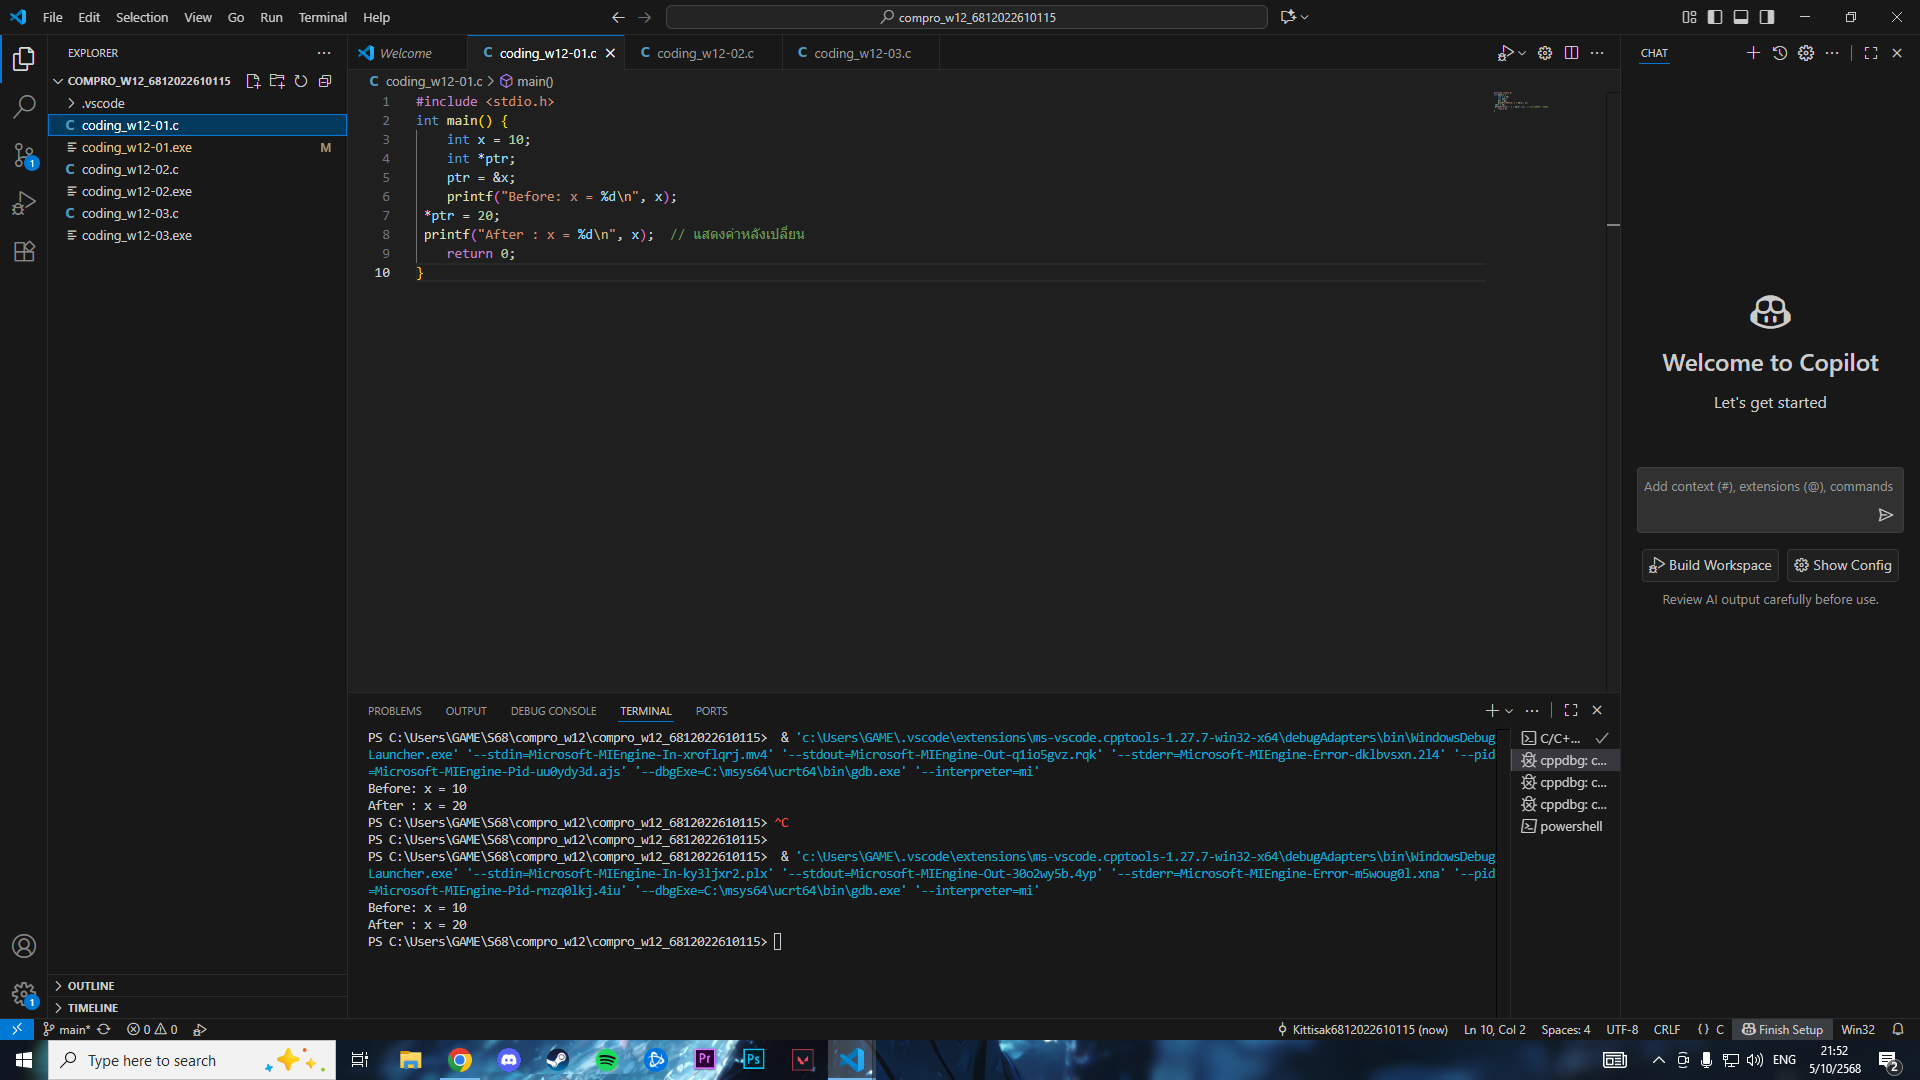 File Edit Selection View Go Run Terminal Help
compro_w12_6812022610115
EXPLORER
COMPRO_W12_6812022610115
.vscode
coding_w12-01.c
coding_w12-01.exe M
coding_w12-02.c
coding_w12-02.exe
coding_w12-03.c
coding_w12-03.exe
OUTLINE
TIMELINE
Welcome coding_w12-01.c coding_w12-02.c coding_w12-03.c
coding_w12-01.c > main()
1 #include <stdio.h>
2 int main() {
3 int x = 10;
4 int *ptr;
5 ptr = &x;
6 printf("Before: x = %d\n", x);
7 *ptr = 20;
8 printf("After : x = %d\n", x); // แสดงค่าหลังเปลี่ยน
9 return 0;
10 }
PROBLEMS OUTPUT DEBUG CONSOLE TERMINAL PORTS
PS C:\Users\GAME\S68\compro_w12\compro_w12_6812022610115> & 'c:\Users\GAME\.vscode\extensions\ms-vscode.cpptools-1.27.7-win32-x64\debugAdapters\bin\WindowsDebug
Launcher.exe' '--stdin=Microsoft-MIEngine-In-xroflqrj.mv4' '--stdout=Microsoft-MIEngine-Out-q1io5gvz.rqk' '--stderr=Microsoft-MIEngine-Error-dklbvsxn.2l4' '--pid
=Microsoft-MIEngine-Pid-uu0ydy3d.ajs' '--dbgExe=C:\msys64\ucrt64\bin\gdb.exe' '--interpreter=mi'
Before: x = 10
After : x = 20
PS C:\Users\GAME\S68\compro_w12\compro_w12_6812022610115> ^C
PS C:\Users\GAME\S68\compro_w12\compro_w12_6812022610115>
PS C:\Users\GAME\S68\compro_w12\compro_w12_6812022610115> & 'c:\Users\GAME\.vscode\extensions\ms-vscode.cpptools-1.27.7-win32-x64\debugAdapters\bin\WindowsDebug
Launcher.exe' '--stdin=Microsoft-MIEngine-In-ky3ljxr2.plx' '--stdout=Microsoft-MIEngine-Out-30o2wy5b.4yp' '--stderr=Microsoft-MIEngine-Error-m5woug0l.xna' '--pid
=Microsoft-MIEngine-Pid-rnzq0lkj.4iu' '--dbgExe=C:\msys64\ucrt64\bin\gdb.exe' '--interpreter=mi'
Before: x = 10
After : x = 20
PS C:\Users\GAME\S68\compro_w12\compro_w12_6812022610115>
C/C+...
cppdbg: c...
cppdbg: c...
cppdbg: c...
powershell
CHAT
Welcome to Copilot
Let's get started
Add context (#), extensions (@), commands
Build Workspace Show Config
Review AI output carefully before use.
main* 0 0 Kittisak6812022610115 (now) Ln 10, Col 2 Spaces: 4 UTF-8 CRLF {} C Finish Setup Win32
Type here to search
Pr Ps
ENG
21:52
5/10/2568
2
1
1